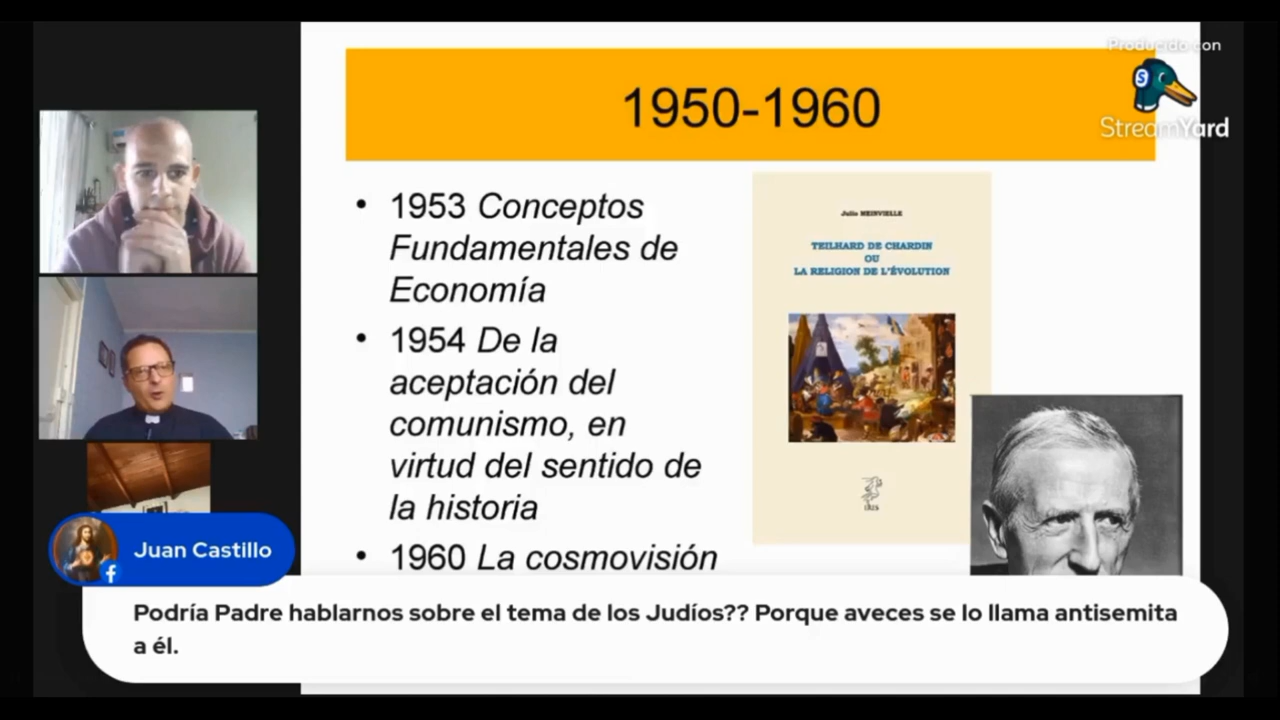 Producido con
StreamYard
1950-1960
• 1953 Conceptos
Fundamentales de
Economía
• 1954 De la
aceptación del
comunismo, en
virtud del sentido de
la historia
• 1960 La cosmovisión
Julio MEINVIELLE
TEILHARD DE CHARDIN
OU
LA RELIGION DE L'ÉVOLUTION
IRIS
Juan Castillo
Podría Padre hablarnos sobre el tema de los Judíos?? Porque aveces se lo llama antisemita
a él.